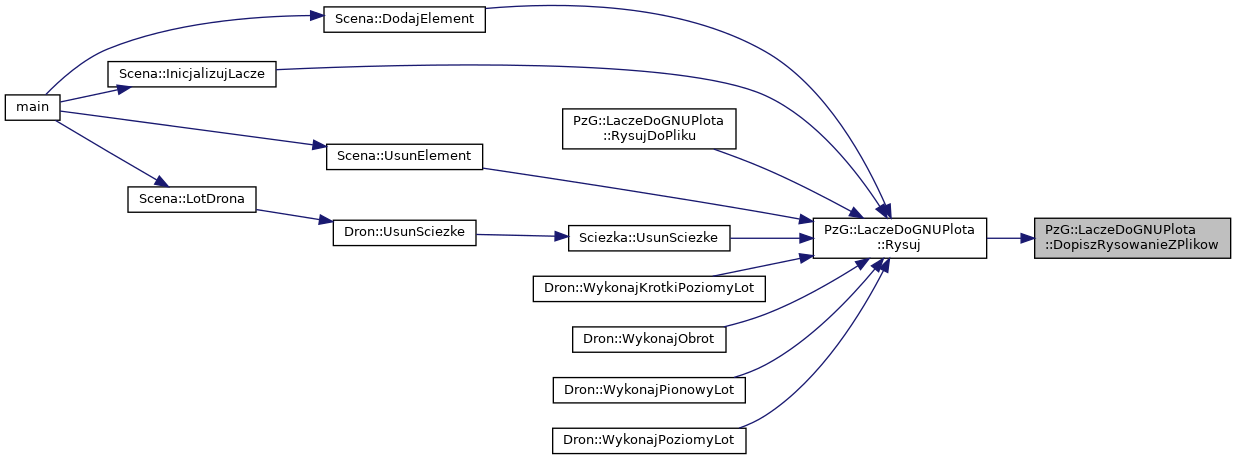 Scena::DodajElement
Scena::InicjalizujLacze
main
PzG::LaczeDoGNUPlota
::RysujDoPliku
Scena::UsunElement
Scena::LotDrona
Dron::UsunSciezke
Sciezka::UsunSciezke
PzG::LaczeDoGNUPlota
::Rysuj
PzG::LaczeDoGNUPlota
::DopiszRysowanieZPlikow
Dron::WykonajKrotkiPoziomyLot
Dron::WykonajObrot
Dron::WykonajPionowyLot
Dron::WykonajPoziomyLot